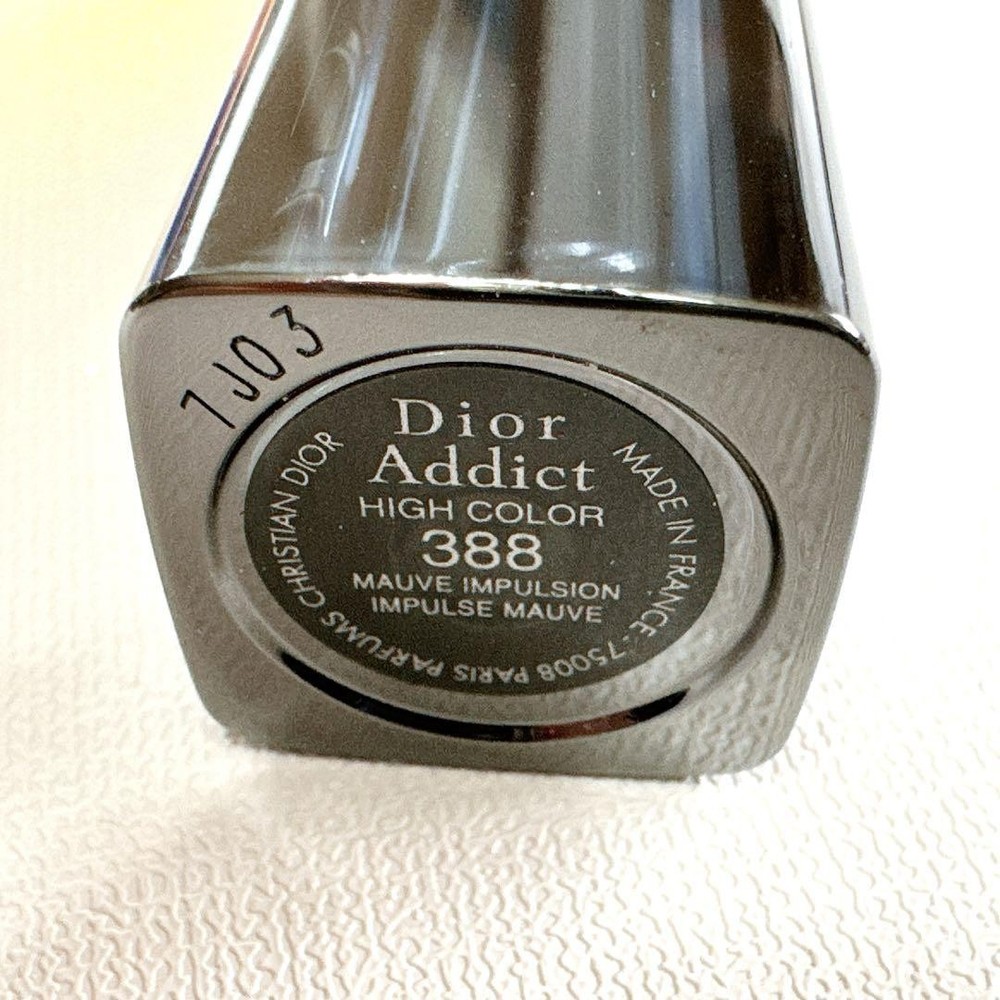 7J03
Dior
Addict
HIGH COLOR
388
MAUVE IMPULSION
IMPULSE MAUVE
PARFUMS CHRISTIAN DIOR
MADE IN FRANCE - 75008 PARIS